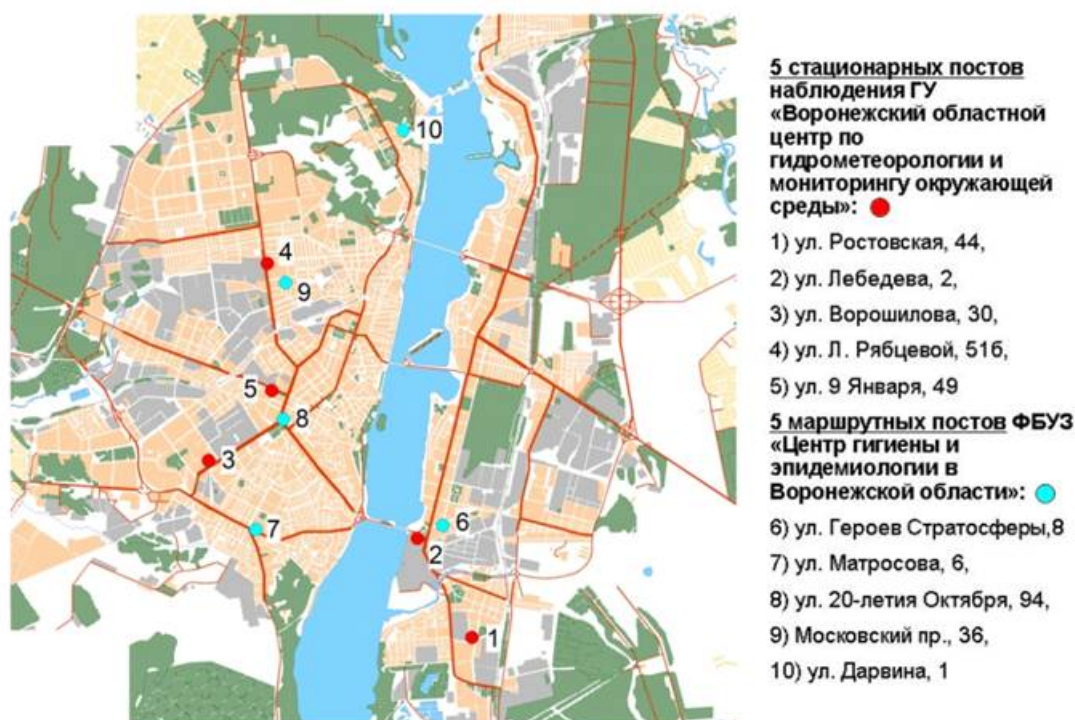 10
4
9
5
8
3
7
6
2
1
5 стационарных постов
наблюдения ГУ
«Воронежский областной
центр по
гидрометеорологии и
мониторингу окружающей
среды»:
1) ул. Ростовская, 44,
2) ул. Лебедева, 2,
3) ул. Ворошилова, 30,
4) ул. Л. Рябцевой, 51б,
5) ул. 9 Января, 49
5 маршрутных постов ФБУЗ
«Центр гигиены и
эпидемиологии в
Воронежской области»:
6) ул. Героев Стратосферы,8
7) ул. Матросова, 6,
8) ул. 20-летия Октября, 94,
9) Московский пр., 36,
10) ул. Дарвина, 1